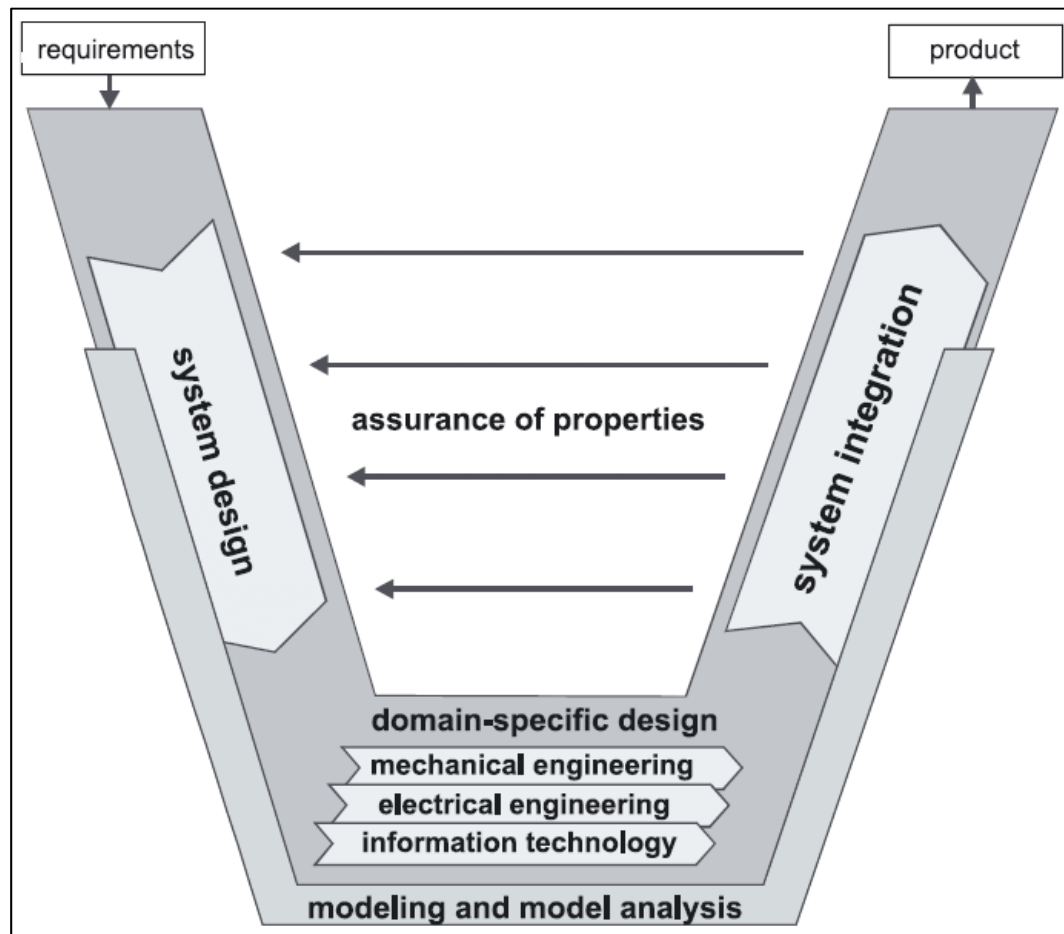 requirements
product
assurance of properties
system design
system integration
domain-specific design
mechanical engineering
electrical engineering
information technology
modeling and model analysis